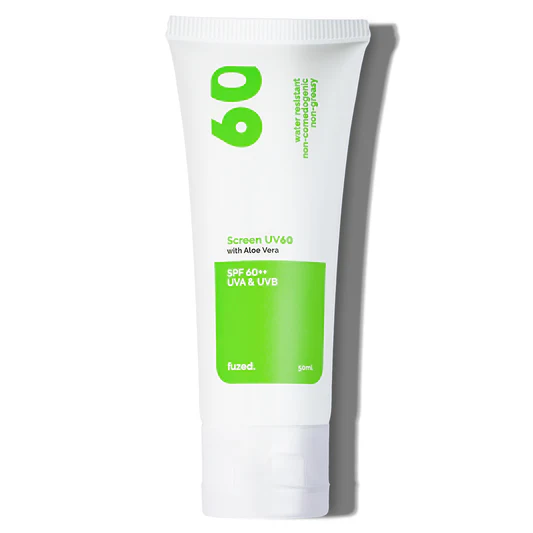 60
water resistant
non-comedogenic
non-greasy
Screen UV60
with Aloe Vera
SPF 60++
UVA & UVB
fuzed.
50ml